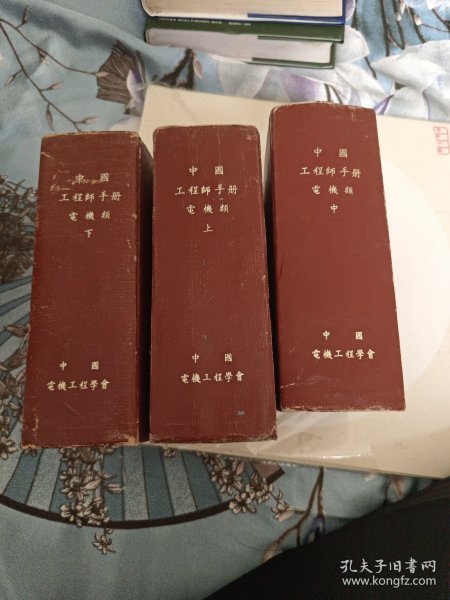 中國
工程師手册
電機類
下
中國
電機工程學會
中國
工程師手册
電機類
上
中國
電機工程學會
中國
工程師手册
電機類
中
中國
電機工程學會
孔夫子旧书网
www.kongfz.com